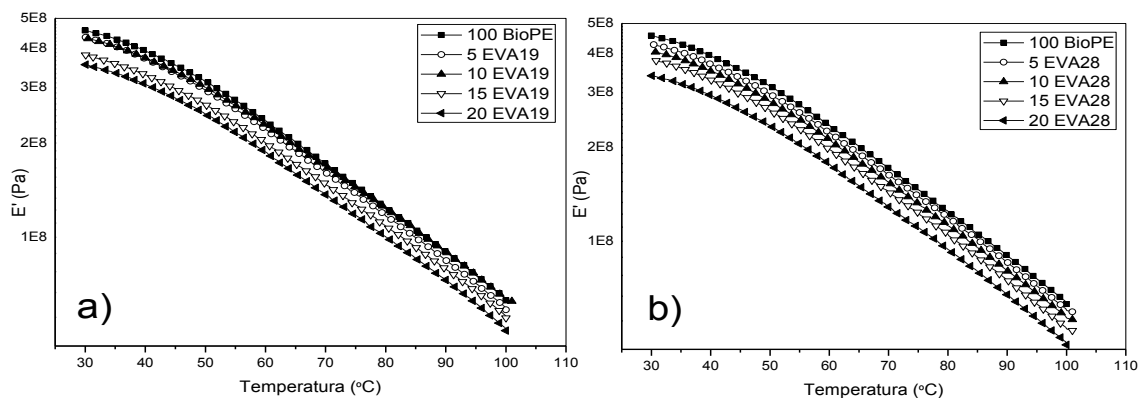 a)
5E8
4E8
3E8
2E8
1E8
E' (Pa)
100 BioPE
5 EVA19
10 EVA19
15 EVA19
20 EVA19
30 40 50 60 70 80 90 100 110
Temperatura (ºC)
a)
b)
5E8
4E8
3E8
2E8
1E8
E' (Pa)
100 BioPE
5 EVA28
10 EVA28
15 EVA28
20 EVA28
30 40 50 60 70 80 90 100 110
Temperatura (ºC)
b)